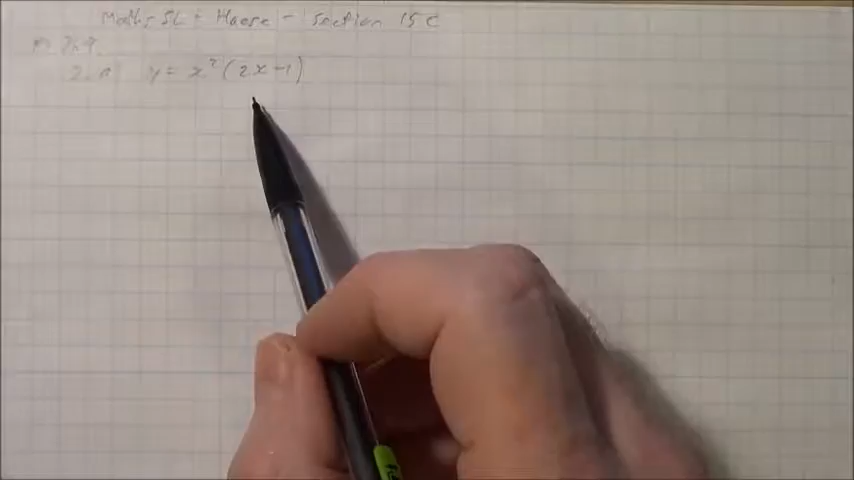 Maths SL - Haese - Section 15 C
2. a) y = x²(2x-1)